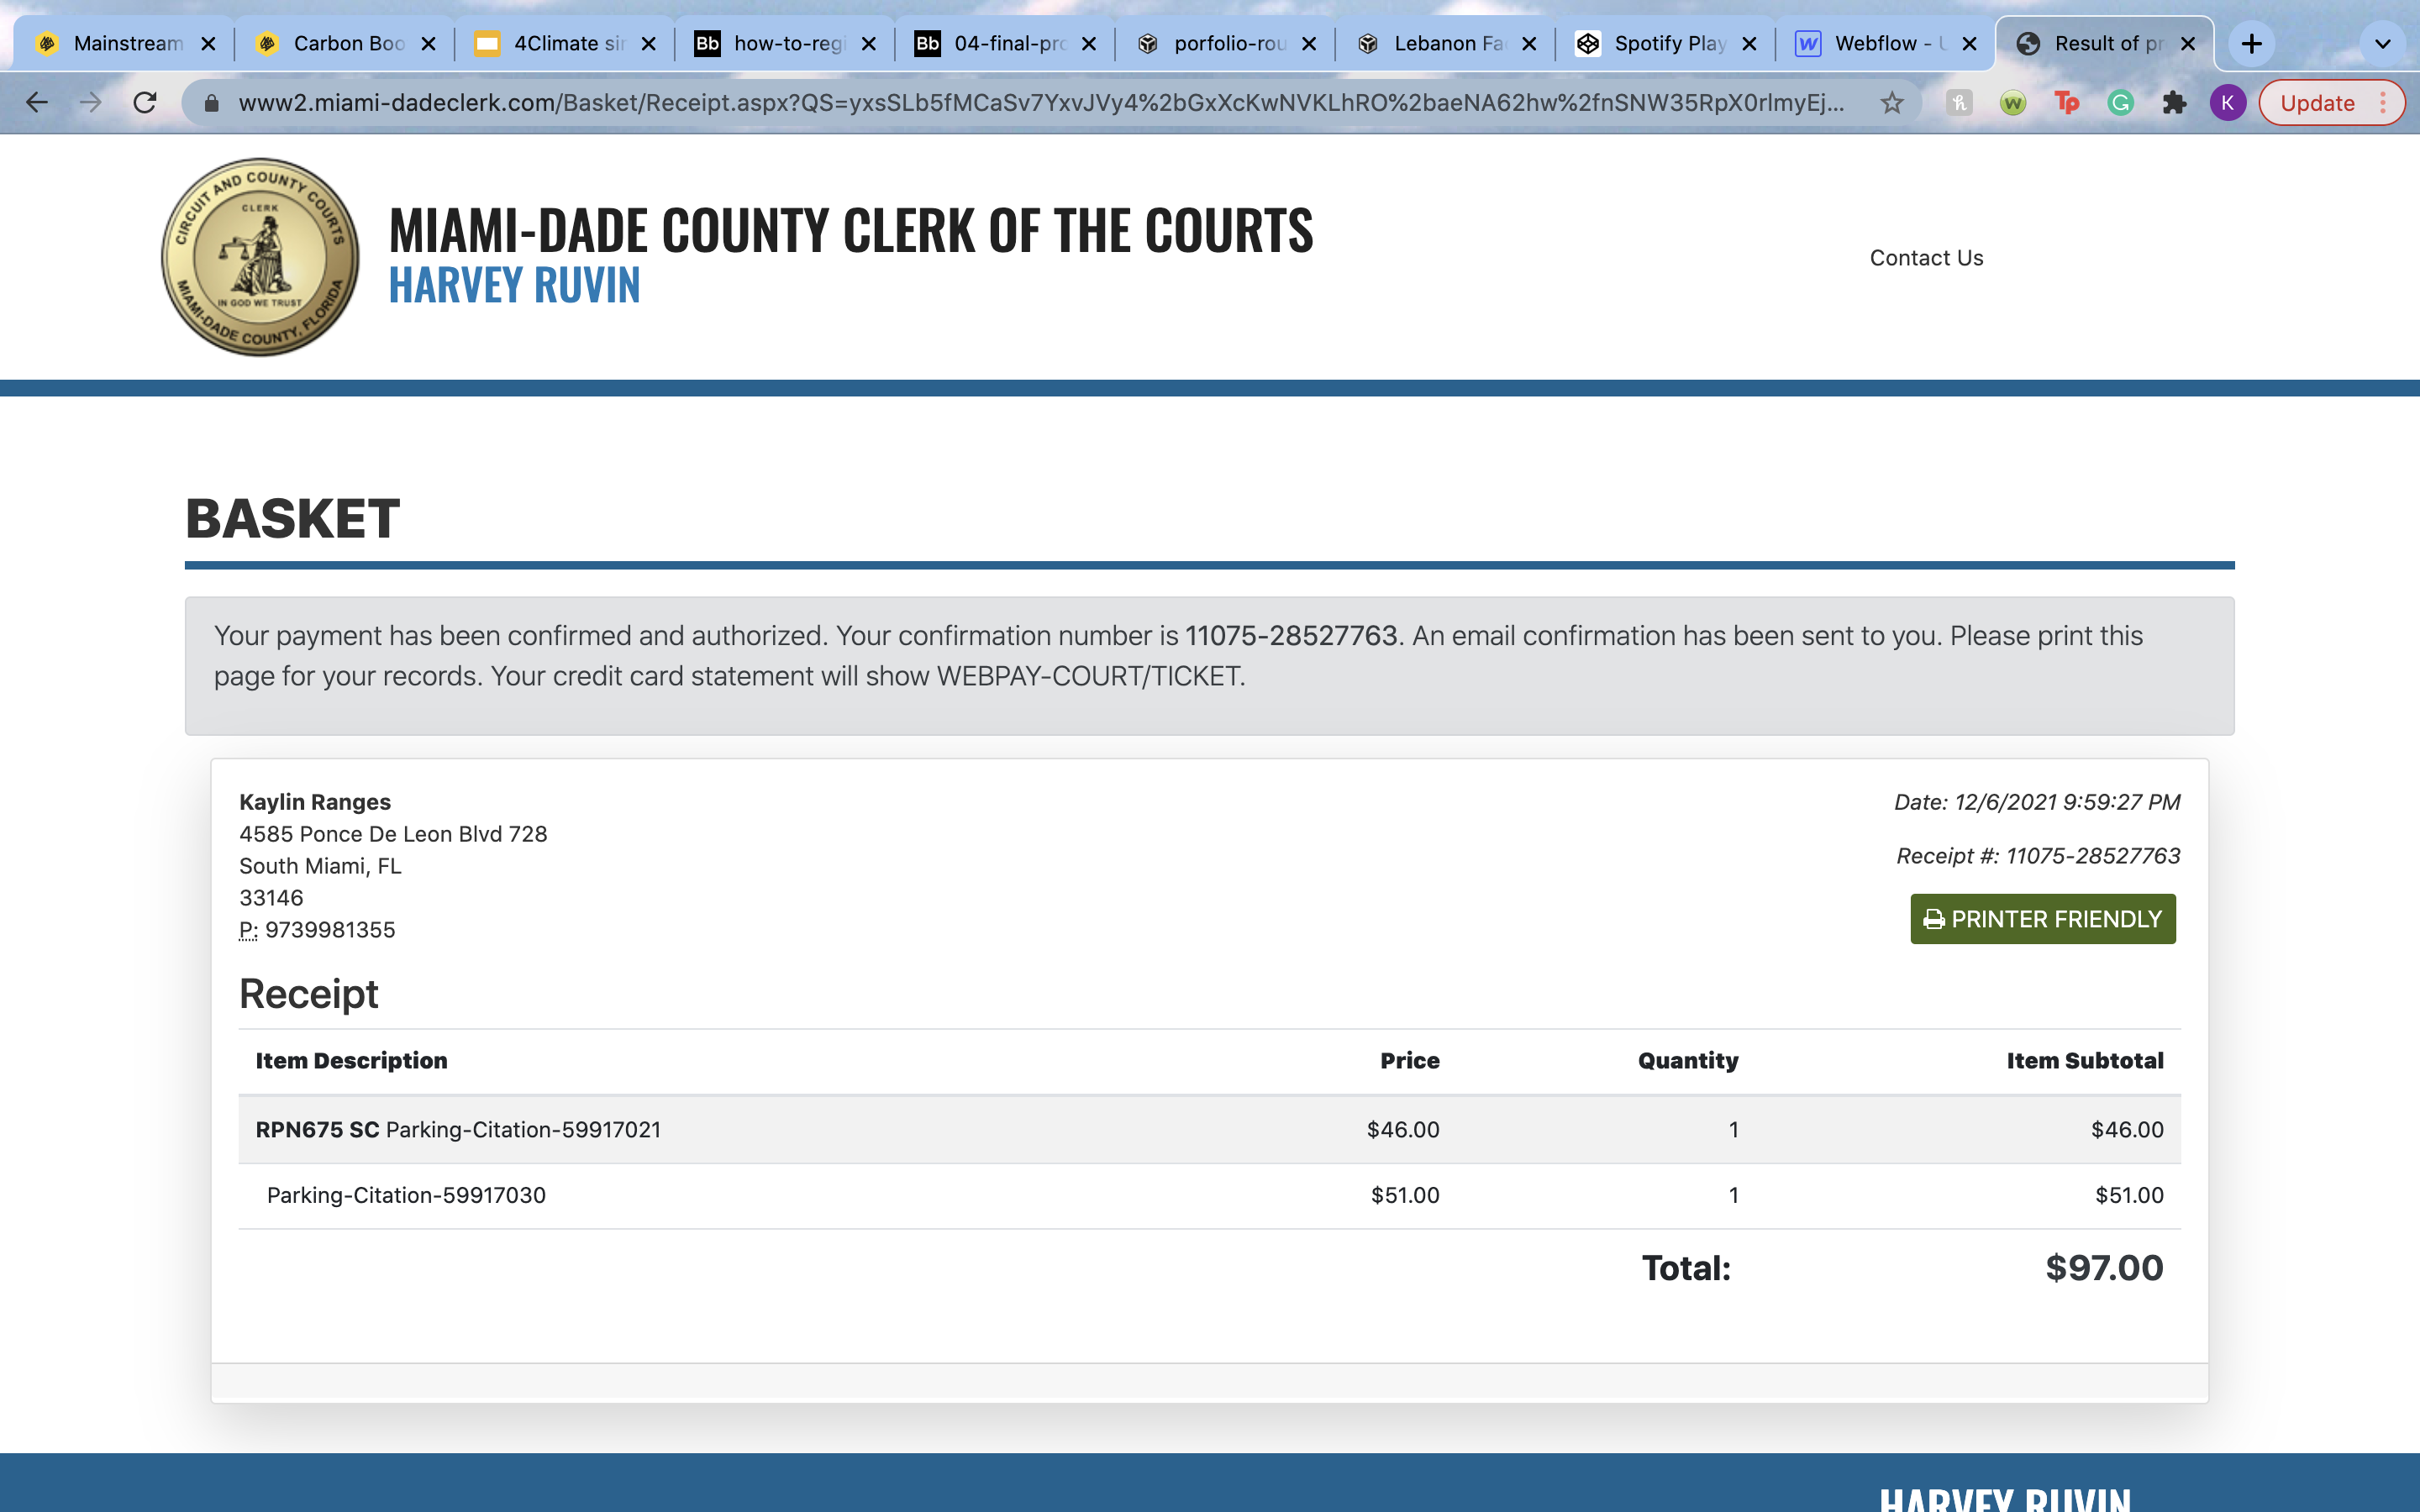 Mainstream
Carbon Boo
4Climate sir
Bb how-to-regi
Bb 04-final-pro
porfolio-rou
Lebanon Fa
Spotify Play
W Webflow - U
Result of pr
www2.miami-dadeclerk.com/Basket/Receipt.aspx?QS=yxsSLb5fMCaSv7YxvJVy4%2bGxXcKwNVKLhRO%2baeNA62hw%2fnSNW35RpX0rlmyEj...
h
w
Tp
G
K
Update
CIRCUIT AND COUNTY COURTS
CLERK
IN GOD WE TRUST
MIAMI-DADE COUNTY, FLORIDA
MIAMI-DADE COUNTY CLERK OF THE COURTS
HARVEY RUVIN
Contact Us
BASKET
Your payment has been confirmed and authorized. Your confirmation number is 11075-28527763. An email confirmation has been sent to you. Please print this
page for your records. Your credit card statement will show WEBPAY-COURT/TICKET.
Kaylin Ranges
4585 Ponce De Leon Blvd 728
South Miami, FL
33146
P: 9739981355
Date: 12/6/2021 9:59:27 PM
Receipt #: 11075-28527763
PRINTER FRIENDLY
Receipt
Item Description Price Quantity Item Subtotal
RPN675 SC Parking-Citation-59917021 $46.00 1 $46.00
Parking-Citation-59917030 $51.00 1 $51.00
Total: $97.00
HARVEY RUVIN